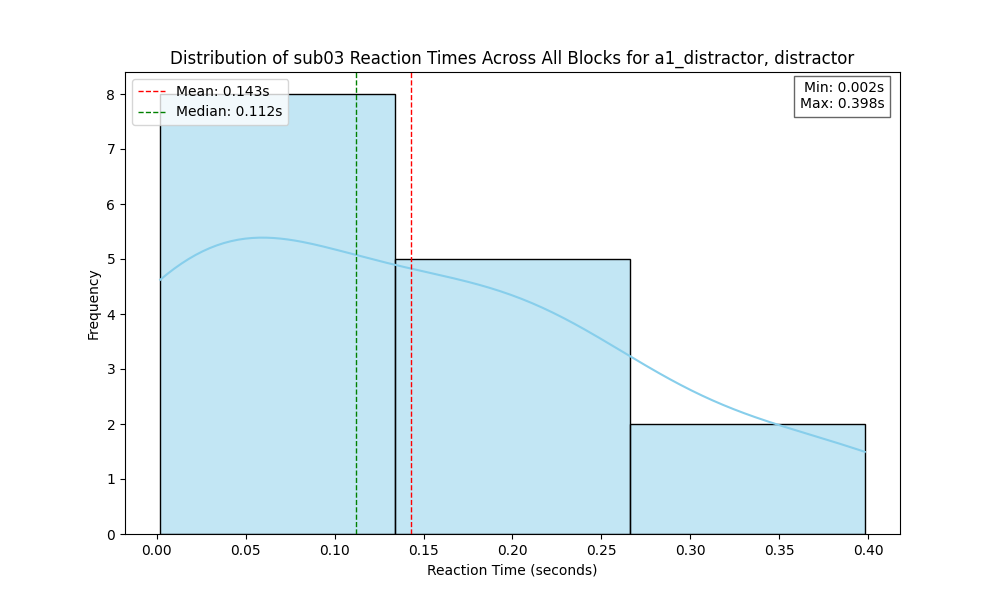 Distribution of sub03 Reaction Times Across All Blocks for a1_distractor, distractor
Mean: 0.143s
Median: 0.112s
Min: 0.002s
Max: 0.398s
Frequency
8
7
6
5
4
3
2
1
0
0.00 0.05 0.10 0.15 0.20 0.25 0.30 0.35 0.40
Reaction Time (seconds)